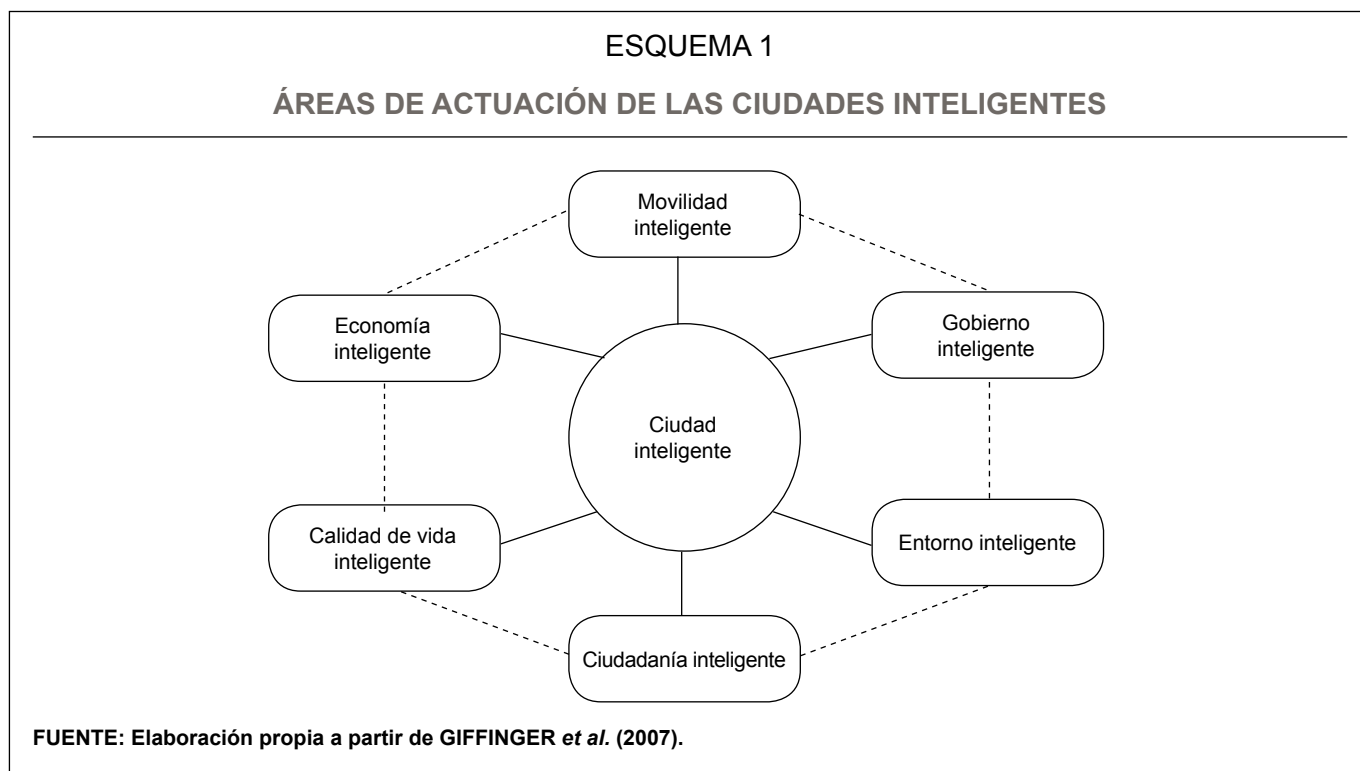 ESQUEMA 1
ÁREAS DE ACTUACIÓN DE LAS CIUDADES INTELIGENTES
Movilidad
inteligente
Economía
inteligente
Gobierno
inteligente
Ciudad
inteligente
Calidad de vida
inteligente
Entorno inteligente
Ciudadanía inteligente
FUENTE: Elaboración propia a partir de GIFFINGER et al. (2007).